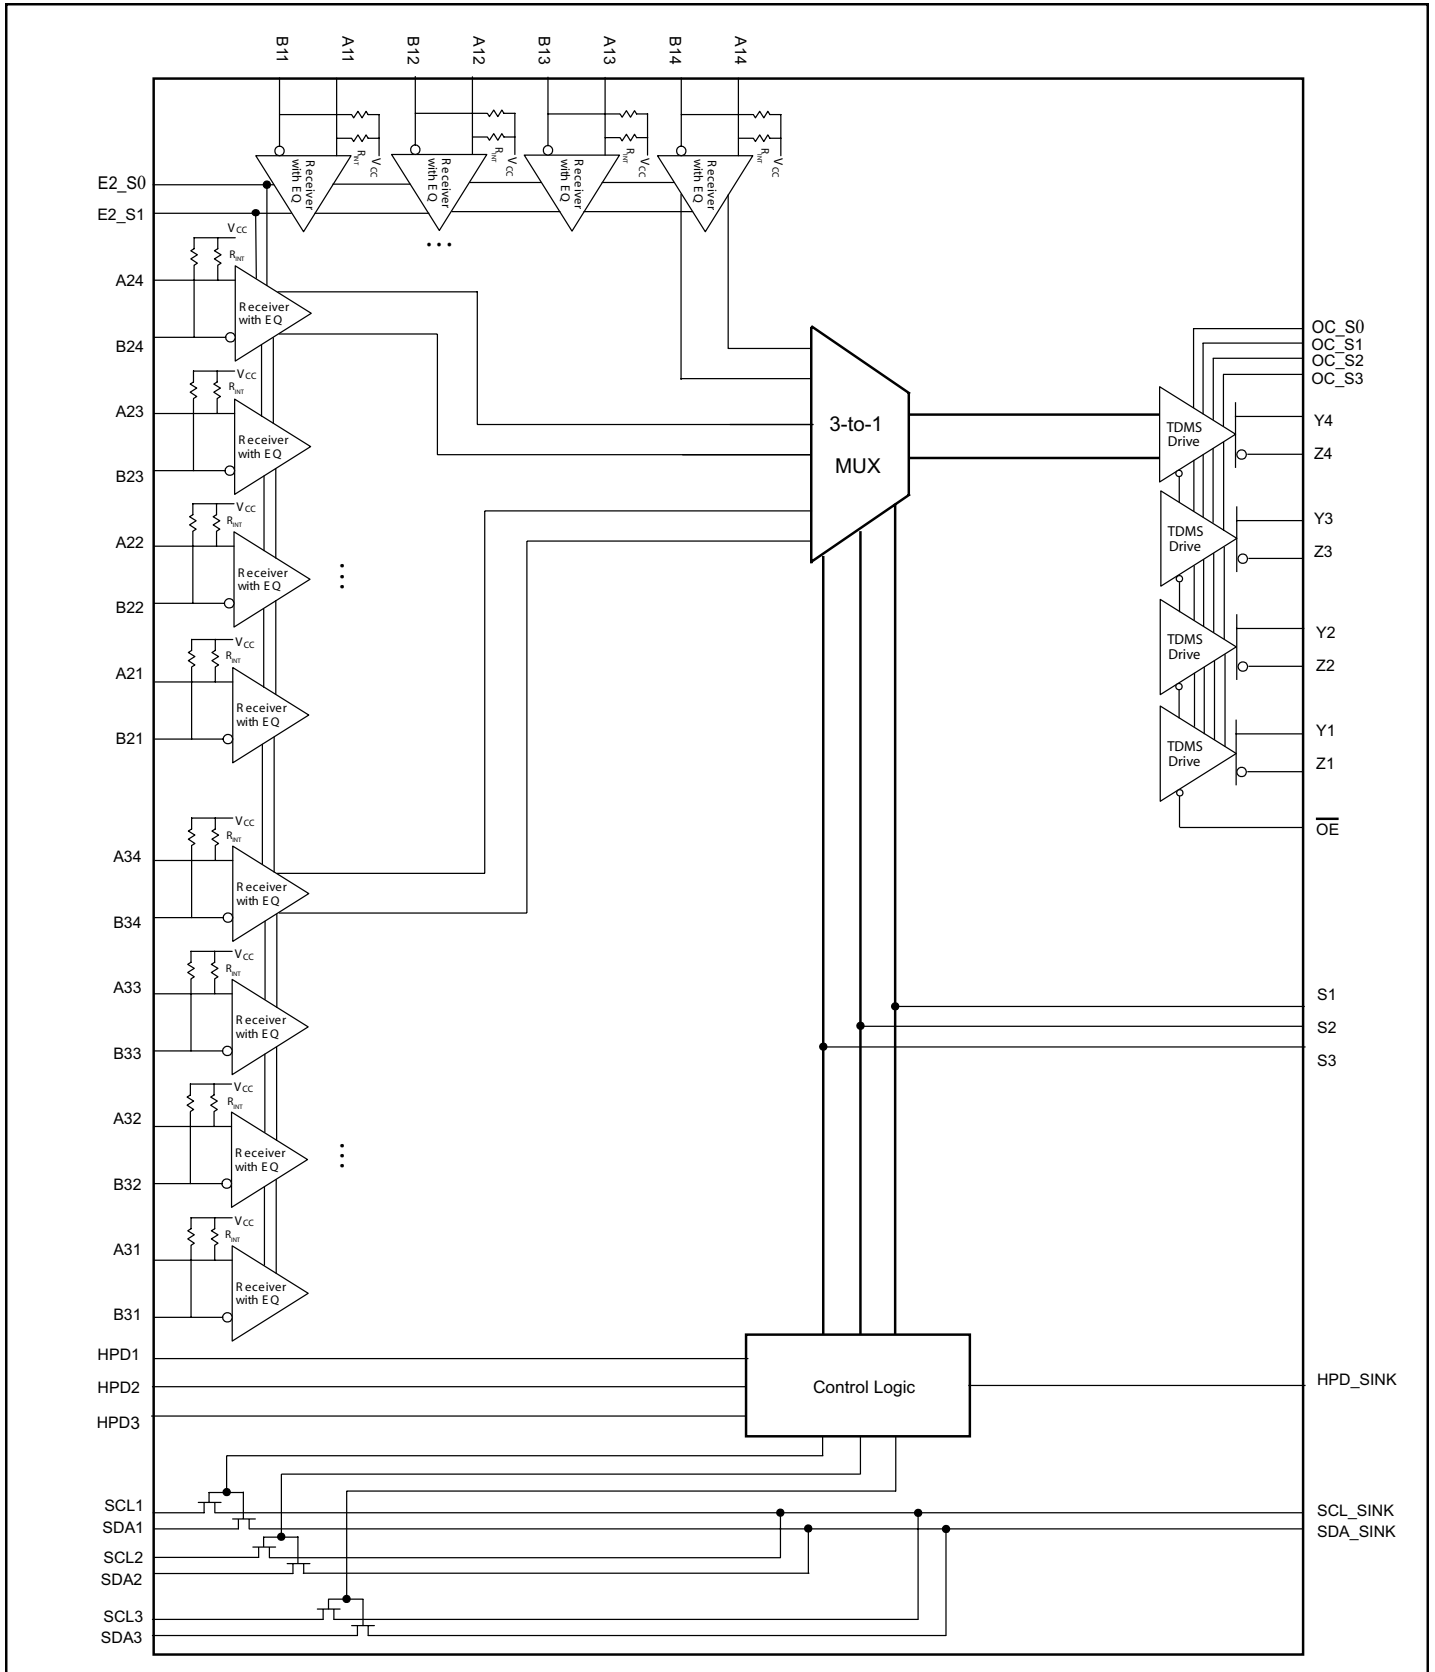 B11 A11 B12 A12 B13 A13 B14 A14
RINT VCC RINT VCC RINT VCC RINT VCC
Receiver with EQ
Receiver with EQ
Receiver with EQ
Receiver with EQ
E2_S0
E2_S1
• • •
VCC
RINT
A24
Receiver
with EQ
B24
VCC
RINT
A23
Receiver
with EQ
B23
VCC
RINT
A22
Receiver
with EQ
B22
VCC
RINT
A21
Receiver
with EQ
B21
VCC
RINT
A34
Receiver
with EQ
B34
VCC
RINT
A33
Receiver
with EQ
B33
VCC
RINT
A32
Receiver
with EQ
B32
VCC
RINT
A31
Receiver
with EQ
B31
3-to-1
MUX
OC_S0
OC_S1
OC_S2
OC_S3
TDMS
Drive
Y4
Z4
TDMS
Drive
Y3
Z3
TDMS
Drive
Y2
Z2
TDMS
Drive
Y1
Z1
OE
S1
S2
S3
HPD1
HPD2
HPD3
Control Logic
HPD_SINK
SCL1
SDA1
SCL2
SDA2
SCL3
SDA3
SCL_SINK
SDA_SINK